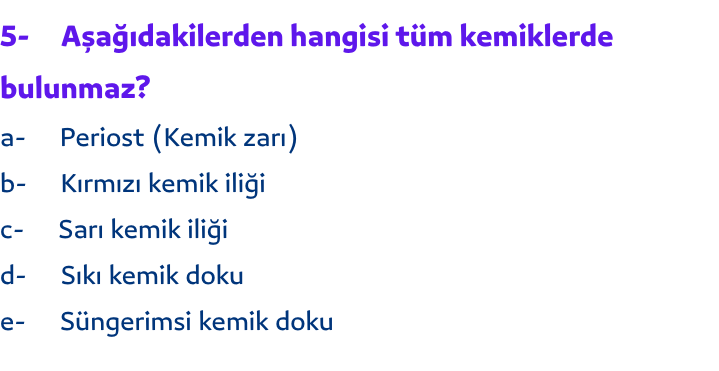 5- Aşağıdakilerden hangisi tüm kemiklerde
bulunmaz?
a- Periost (Kemik zarı)
b- Kırmızı kemik iliği
c- Sarı kemik iliği
d- Sıkı kemik doku
e- Süngerimsi kemik doku